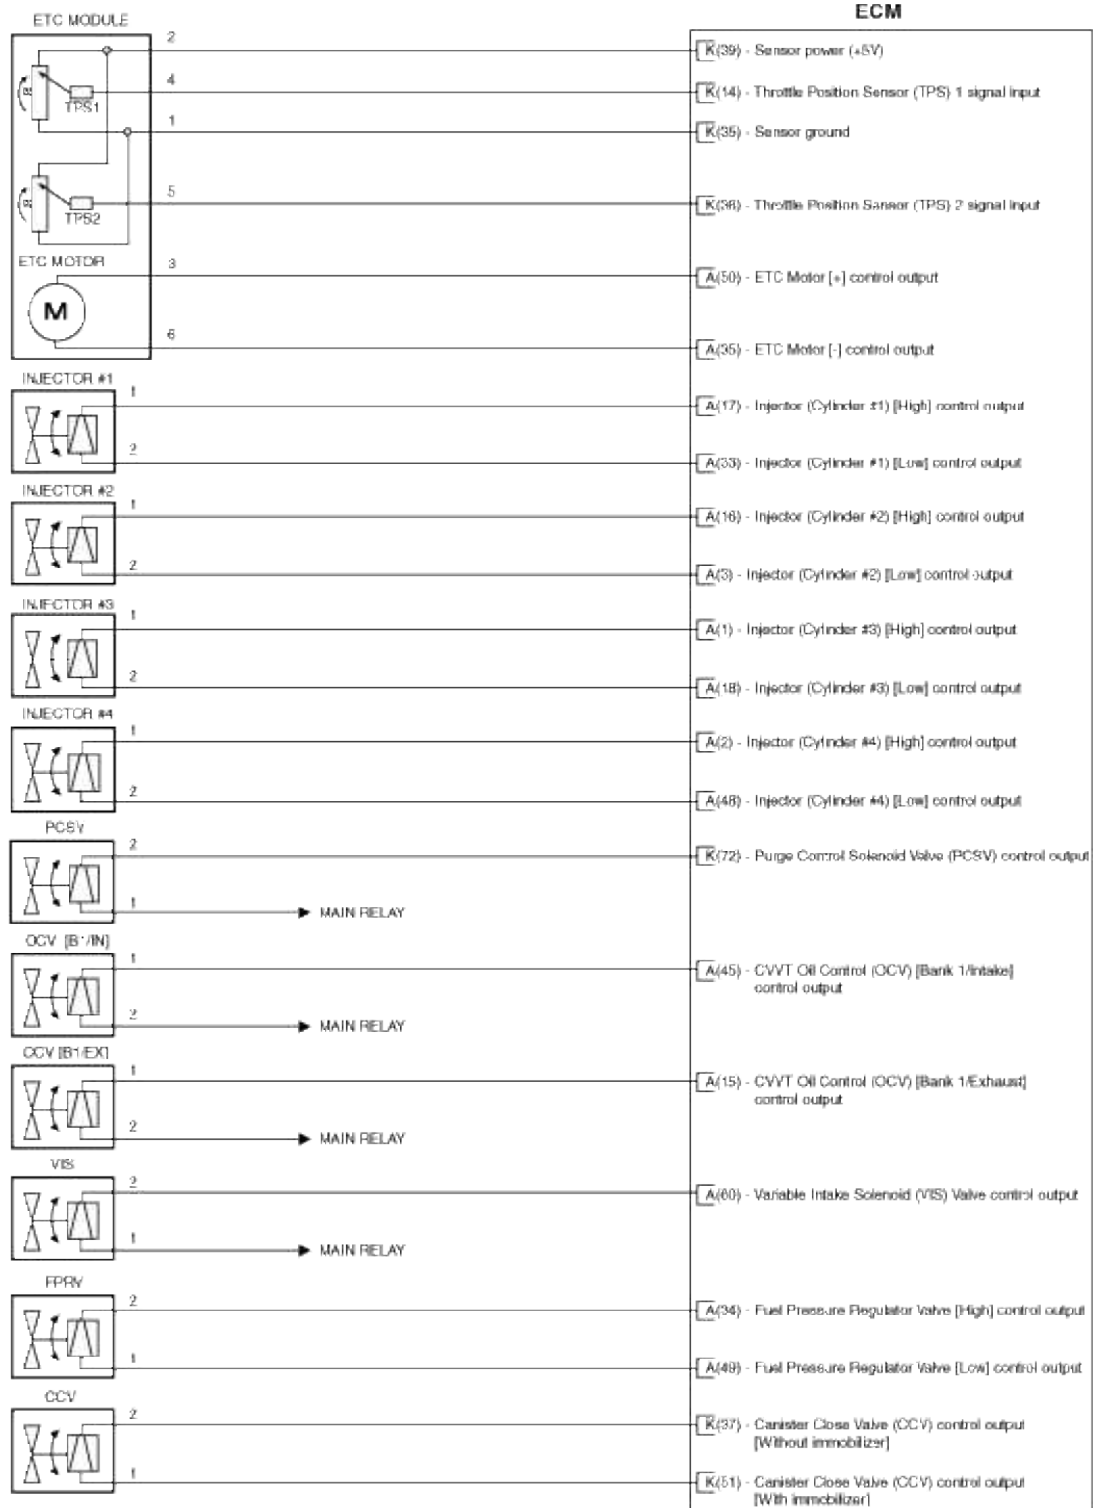 ECM
ETC MODULE
2
K(39) - Sensor power (+5V)
4
K(14) - Throttle Position Sensor (TPS) 1 signal input
TPS1
1
K(35) - Sensor ground
5
K(36) - Throttle Position Sensor (TPS) 2 signal input
TPS2
ETC MOTOR
3
A(50) - ETC Motor [+] control output
M
6
A(35) - ETC Motor [-] control output
INJECTOR #1
1
A(17) - Injector (Cylinder #1) [High] control output
2
A(33) - Injector (Cylinder #1) [Low] control output
INJECTOR #2
1
A(16) - Injector (Cylinder #2) [High] control output
2
A(3) - Injector (Cylinder #2) [Low] control output
INJECTOR #3
1
A(1) - Injector (Cylinder #3) [High] control output
2
A(18) - Injector (Cylinder #3) [Low] control output
INJECTOR #4
1
A(2) - Injector (Cylinder #4) [High] control output
2
A(48) - Injector (Cylinder #4) [Low] control output
PCSV
2
K(72) - Purge Control Solenoid Valve (PCSV) control output
1
MAIN RELAY
OCV [B1/IN]
1
A(45) - CVVT Oil Control (OCV) [Bank 1/Intake]
control output
2
MAIN RELAY
OCV [B1/EX]
1
A(15) - CVVT Oil Control (OCV) [Bank 1/Exhaust]
control output
2
MAIN RELAY
VIS
2
A(60) - Variable Intake Solenoid (VIS) Valve control output
1
MAIN RELAY
FPRV
2
A(34) - Fuel Pressure Regulator Valve [High] control output
1
A(49) - Fuel Pressure Regulator Valve [Low] control output
CCV
2
K(37) - Canister Close Valve (CCV) control output
[Without immobilizer]
1
K(51) - Canister Close Valve (CCV) control output
[With immobilizer]